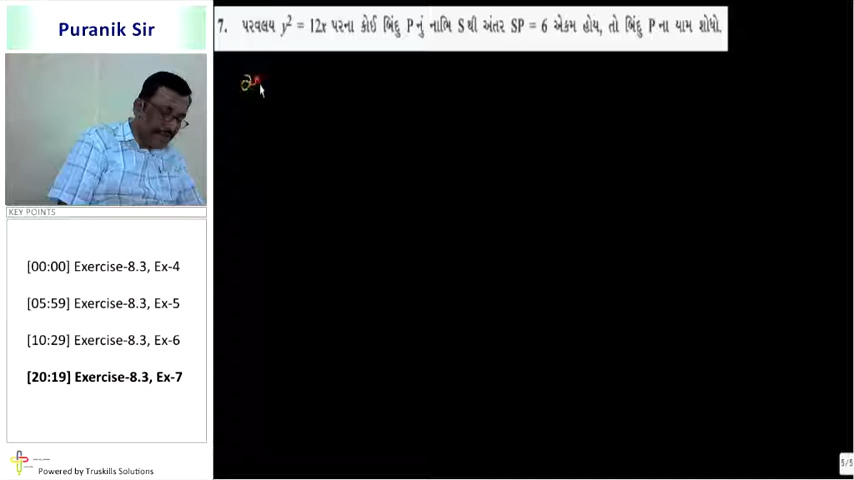 Puranik Sir
7. પરવલય y² = 12x પરના કોઈ બિંદુ P નું નાભિ S થી અંતર SP = 6 એકમ હોય, તો બિંદુ P ના યામ શોધો.
KEY POINTS
[00:00] Exercise-8.3, Ex-4
[05:59] Exercise-8.3, Ex-5
[10:29] Exercise-8.3, Ex-6
[20:19] Exercise-8.3, Ex-7
Powered by Truskills Solutions
5/5